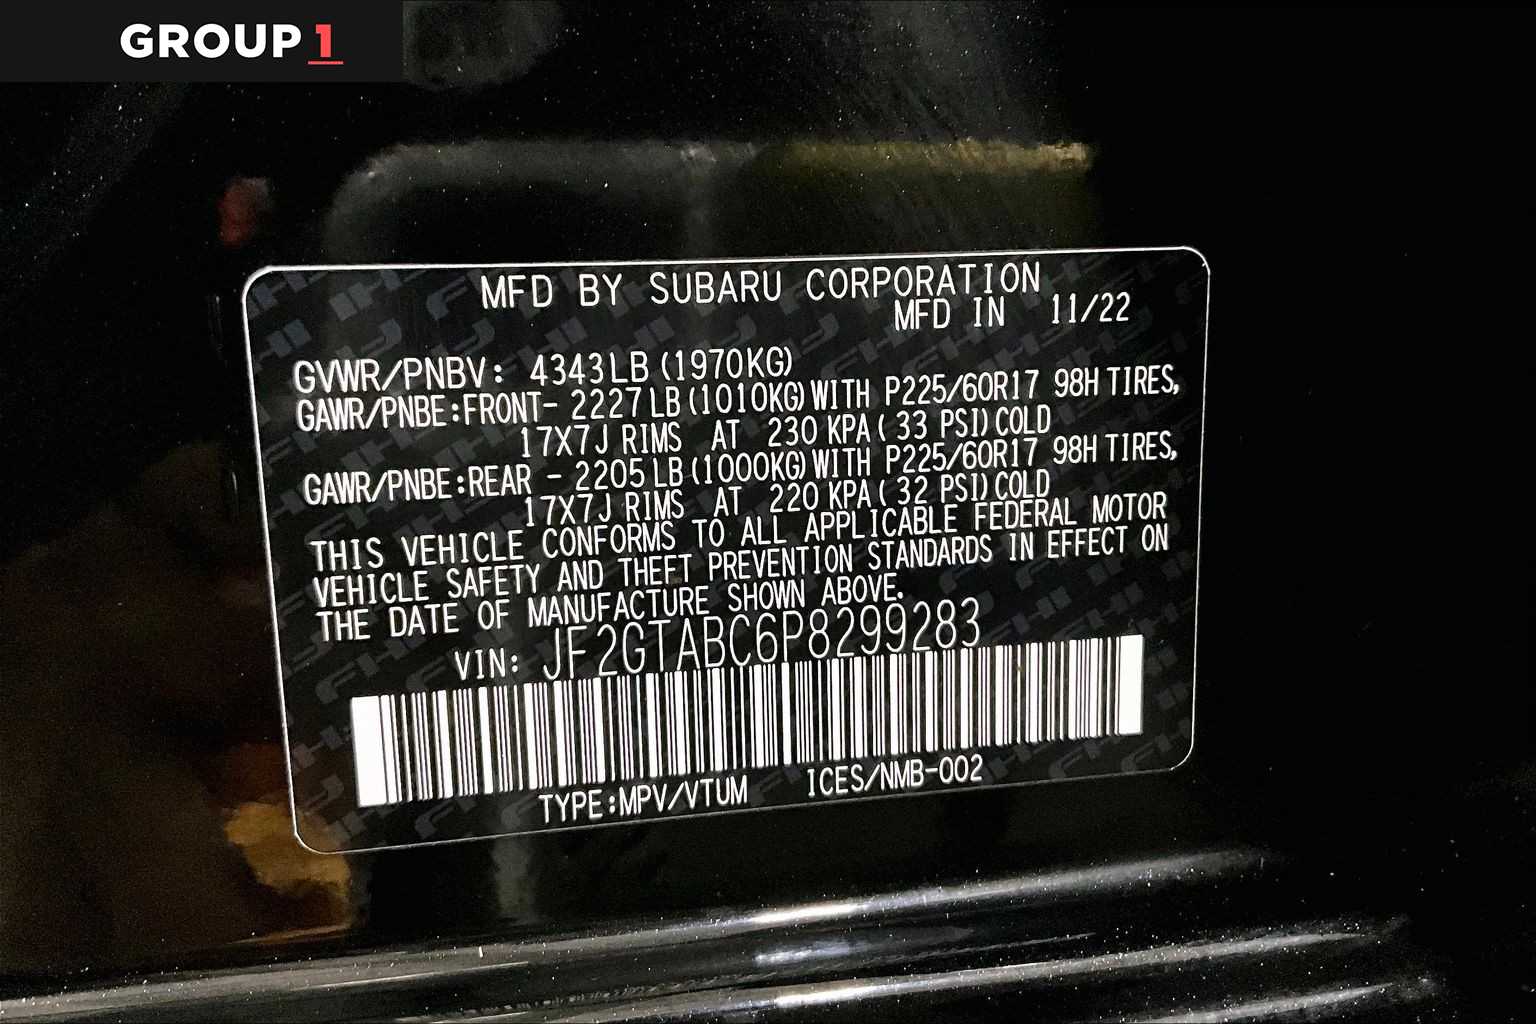 GROUP 1
MFD BY SUBARU CORPORATION
MFD IN 11/22
GVWR/PNBV: 4343LB (1970KG)
GAWR/PNBE:FRONT- 2227LB(1010KG)WITH P225/60R17 98H TIRES,
17X7J RIMS AT 230 KPA( 33 PSI)COLD
GAWR/PNBE:REAR - 2205LB(1000KG)WITH P225/60R17 98H TIRES,
17X7J RIMS AT 220 KPA( 32 PSI)COLD
THIS VEHICLE CONFORMS TO ALL APPLICABLE FEDERAL MOTOR
VEHICLE SAFETY AND THEFT PREVENTION STANDARDS IN EFFECT ON
THE DATE OF MANUFACTURE SHOWN ABOVE.
VIN: JF2GTABC6P8299283
TYPE:MPV/VTUM ICES/NMB-002